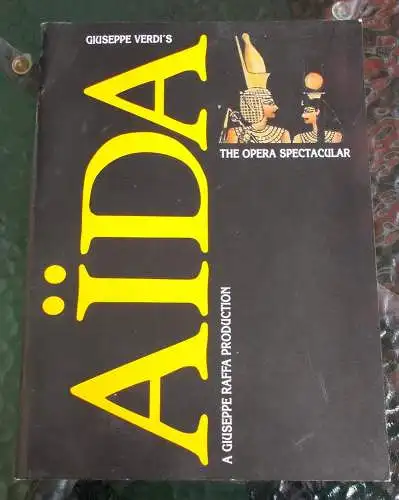 GIUSEPPE VERDI'S
AÏDA
THE OPERA SPECTACULAR
A GIUSEPPE RAFFA PRODUCTION